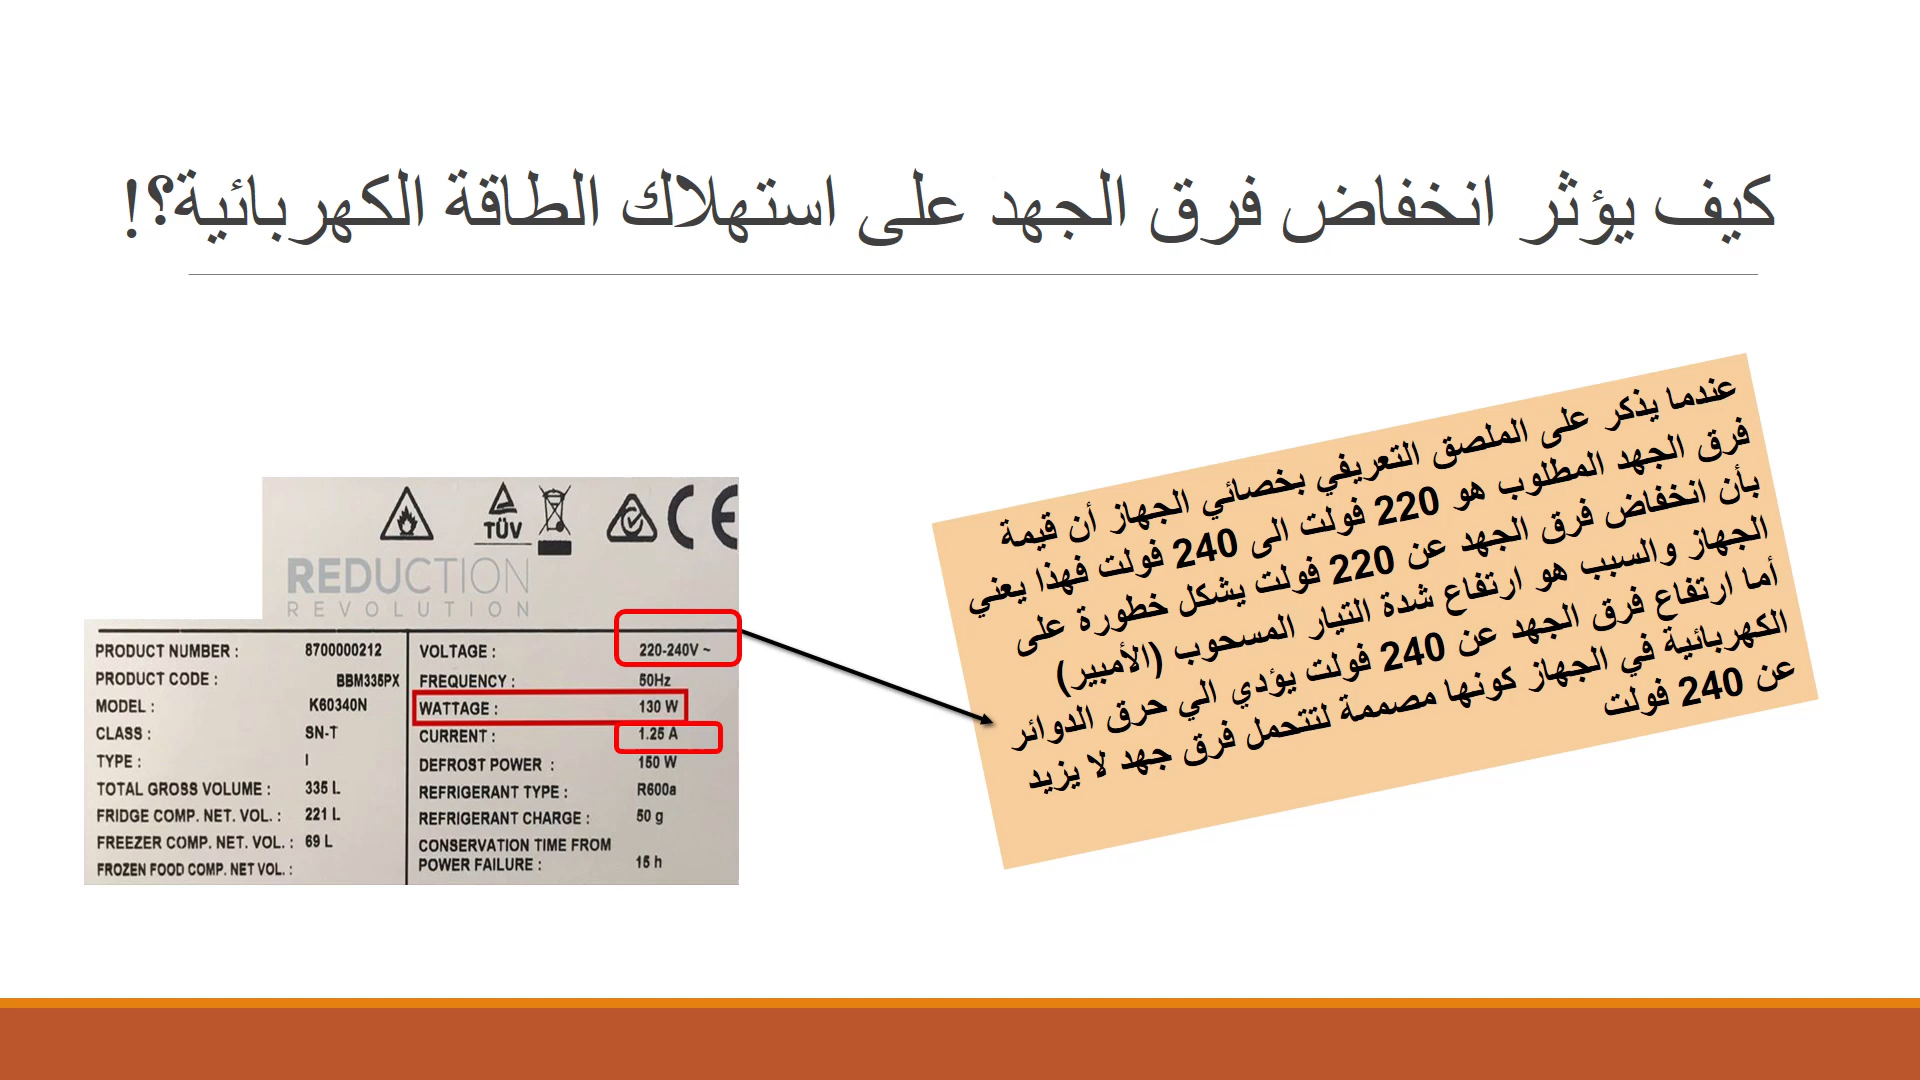 كيف يؤثر انخفاض فرق الجهد على استهلاك الطاقة الكهربائية؟!
عندما يذكر على الملصق التعريفي بخصائي الجهاز أن قيمة
فرق الجهد المطلوب هو 220 فولت الى 240 فولت فهذا يعني
بأن انخفاض فرق الجهد عن 220 فولت يشكل خطورة على
الجهاز والسبب هو ارتفاع شدة التيار المسحوب (الأمبير)
أما ارتفاع فرق الجهد عن 240 فولت يؤدي الي حرق الدوائر
الكهربائية في الجهاز كونها مصممة لتتحمل فرق جهد لا يزيد
عن 240 فولت
TÜV
CE
REDUCTION
REVOLUTION
PRODUCT NUMBER : 8700000212
PRODUCT CODE : BBM335PX
MODEL : K60340N
CLASS : SN-T
TYPE : I
TOTAL GROSS VOLUME : 335 L
FRIDGE COMP. NET. VOL. : 221 L
FREEZER COMP. NET. VOL. : 69 L
FROZEN FOOD COMP. NET VOL. :
VOLTAGE : 220-240V ~
FREQUENCY : 50Hz
WATTAGE : 130 W
CURRENT : 1.25 A
DEFROST POWER : 150 W
REFRIGERANT TYPE : R600a
REFRIGERANT CHARGE : 50 g
CONSERVATION TIME FROM
POWER FAILURE : 15 h